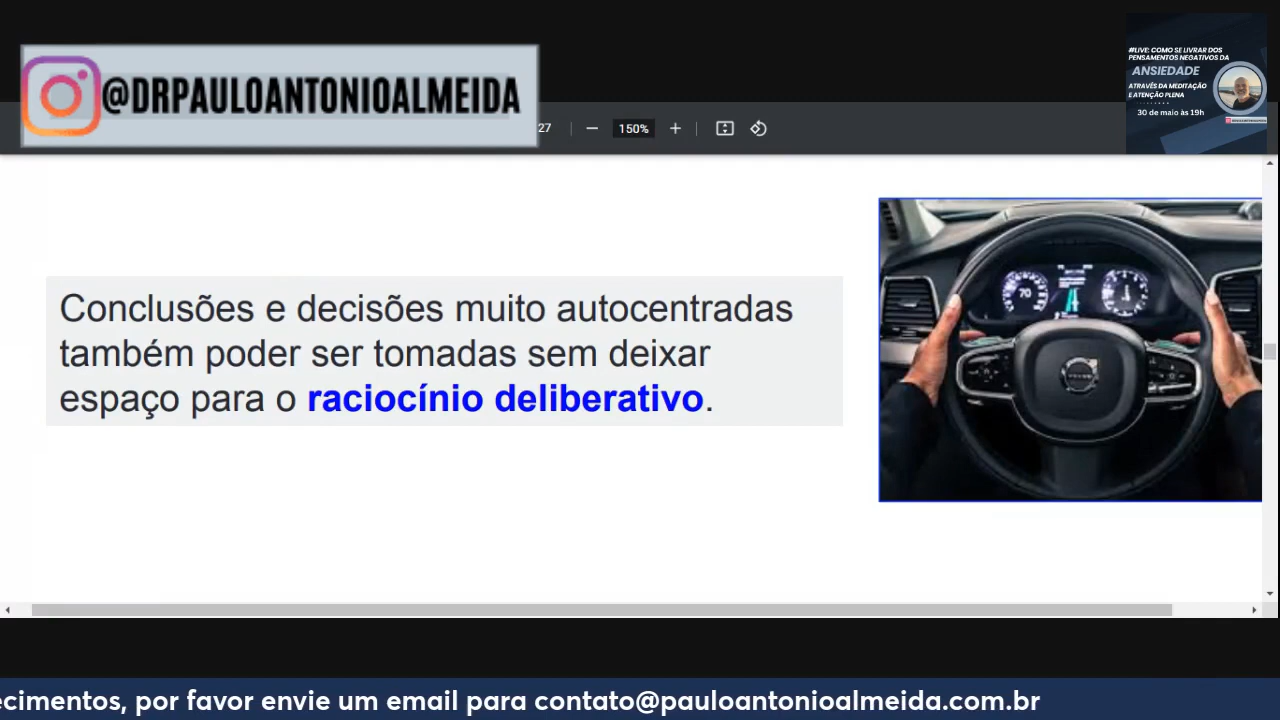 @DRPAULOANTONIOALMEIDA
27
150%
#LIVE: COMO SE LIVRAR DOS
PENSAMENTOS NEGATIVOS DA
ANSIEDADE
ATRAVÉS DA MEDITAÇÃO
E ATENÇÃO PLENA
30 de maio às 19h
Conclusões e decisões muito autocentradas
também poder ser tomadas sem deixar
espaço para o raciocínio deliberativo.
70
ecimentos, por favor envie um email para contato@pauloantonioalmeida.com.br